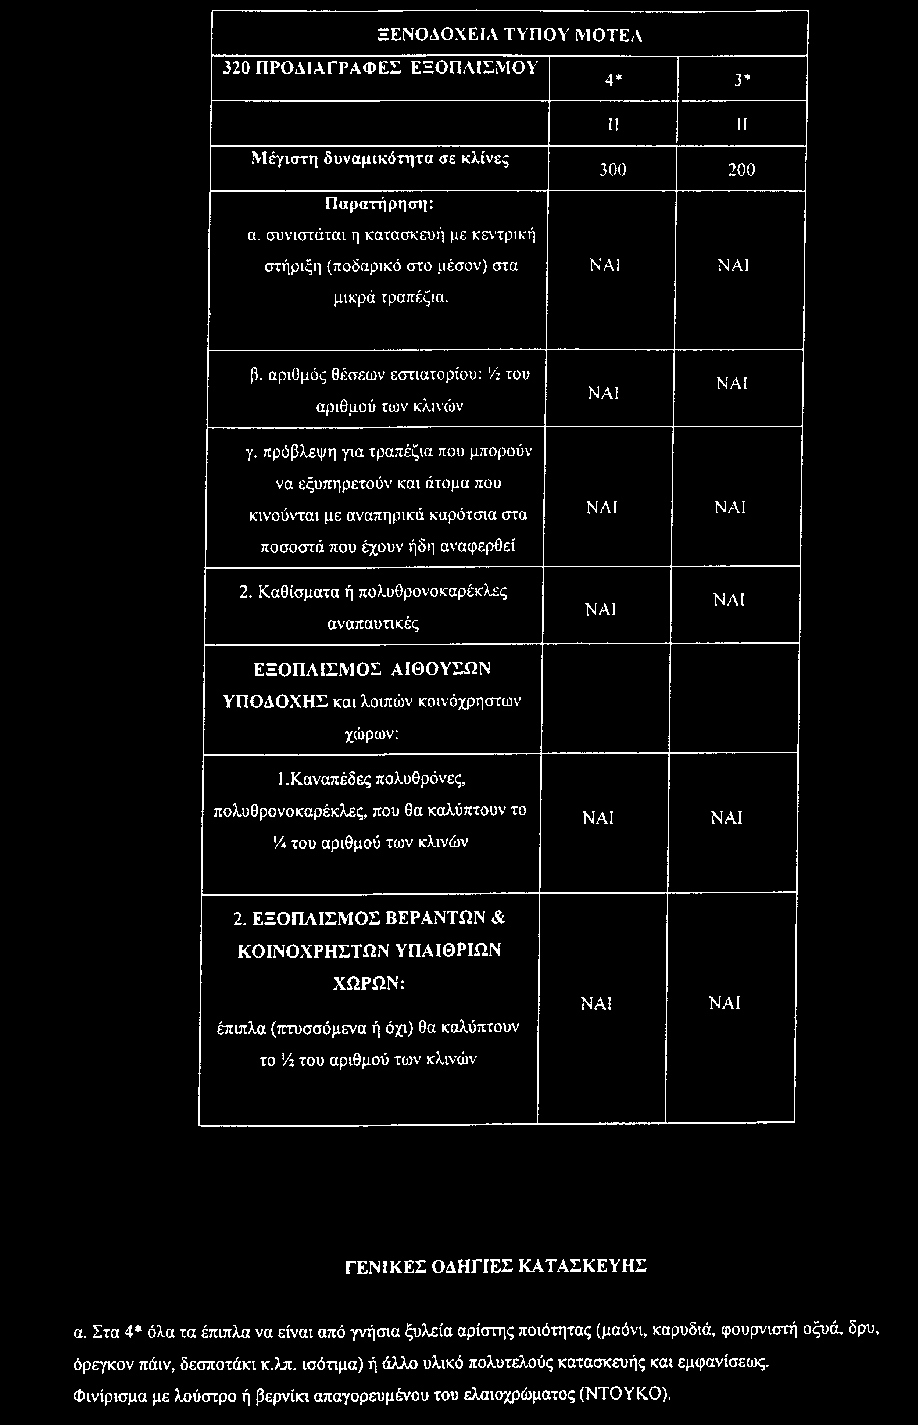 ΞΕΝΟΔΟΧΕΙΑ ΤΥΠΟΥ ΜΟΤΕΛ
320 ΠΡΟΔΙΑΓΡΑΦΕΣ ΕΞΟΠΛΙΣΜΟΥ 4* 3*
II II
Μέγιστη δυναμικότητα σε κλίνες 300 200
Παρατήρηση:
α. συνιστάται η κατασκευή με κεντρική
στήριξη (ποδαρικό στο μέσον) στα ΝΑΙ ΝΑΙ
μικρά τραπέζια.
β. αριθμός θέσεων εστιατορίου: ½ του
αριθμού των κλινών ΝΑΙ ΝΑΙ
γ. πρόβλεψη για τραπέζια που μπορούν
να εξυπηρετούν και άτομα που
κινούνται με αναπηρικά καρότσια στα ΝΑΙ ΝΑΙ
ποσοστά που έχουν ήδη αναφερθεί
2. Καθίσματα ή πολυθρονοκαρέκλες
αναπαυτικές ΝΑΙ ΝΑΙ
ΕΞΟΠΛΙΣΜΟΣ ΑΙΘΟΥΣΩΝ
ΥΠΟΔΟΧΗΣ και λοιπών κοινόχρηστων
χώρων:
1.Καναπέδες πολυθρόνες,
πολυθρονοκαρέκλες, που θα καλύπτουν το ΝΑΙ ΝΑΙ
¼ του αριθμού των κλινών
2. ΕΞΟΠΛΙΣΜΟΣ ΒΕΡΑΝΤΩΝ &
ΚΟΙΝΟΧΡΗΣΤΩΝ ΥΠΑΙΘΡΙΩΝ
ΧΩΡΩΝ:
ΝΑΙ ΝΑΙ
έπιπλα (πτυσσόμενα ή όχι) θα καλύπτουν
το ½ του αριθμού των κλινών
ΓΕΝΙΚΕΣ ΟΔΗΓΙΕΣ ΚΑΤΑΣΚΕΥΗΣ
α. Στα 4* όλα τα έπιπλα να είναι από γνήσια ξυλεία αρίστης ποιότητας (μαόνι, καρυδιά, φουρνιστή οξυά, δρυ,
όρεγκον πάιν, δεσποτάκι κ.λπ. ισότιμα) ή άλλο υλικό πολυτελούς κατασκευής και εμφανίσεως.
Φινίρισμα με λούστρο ή βερνίκι απαγορευμένου του ελαιοχρώματος (ΝΤΟΥΚΟ).